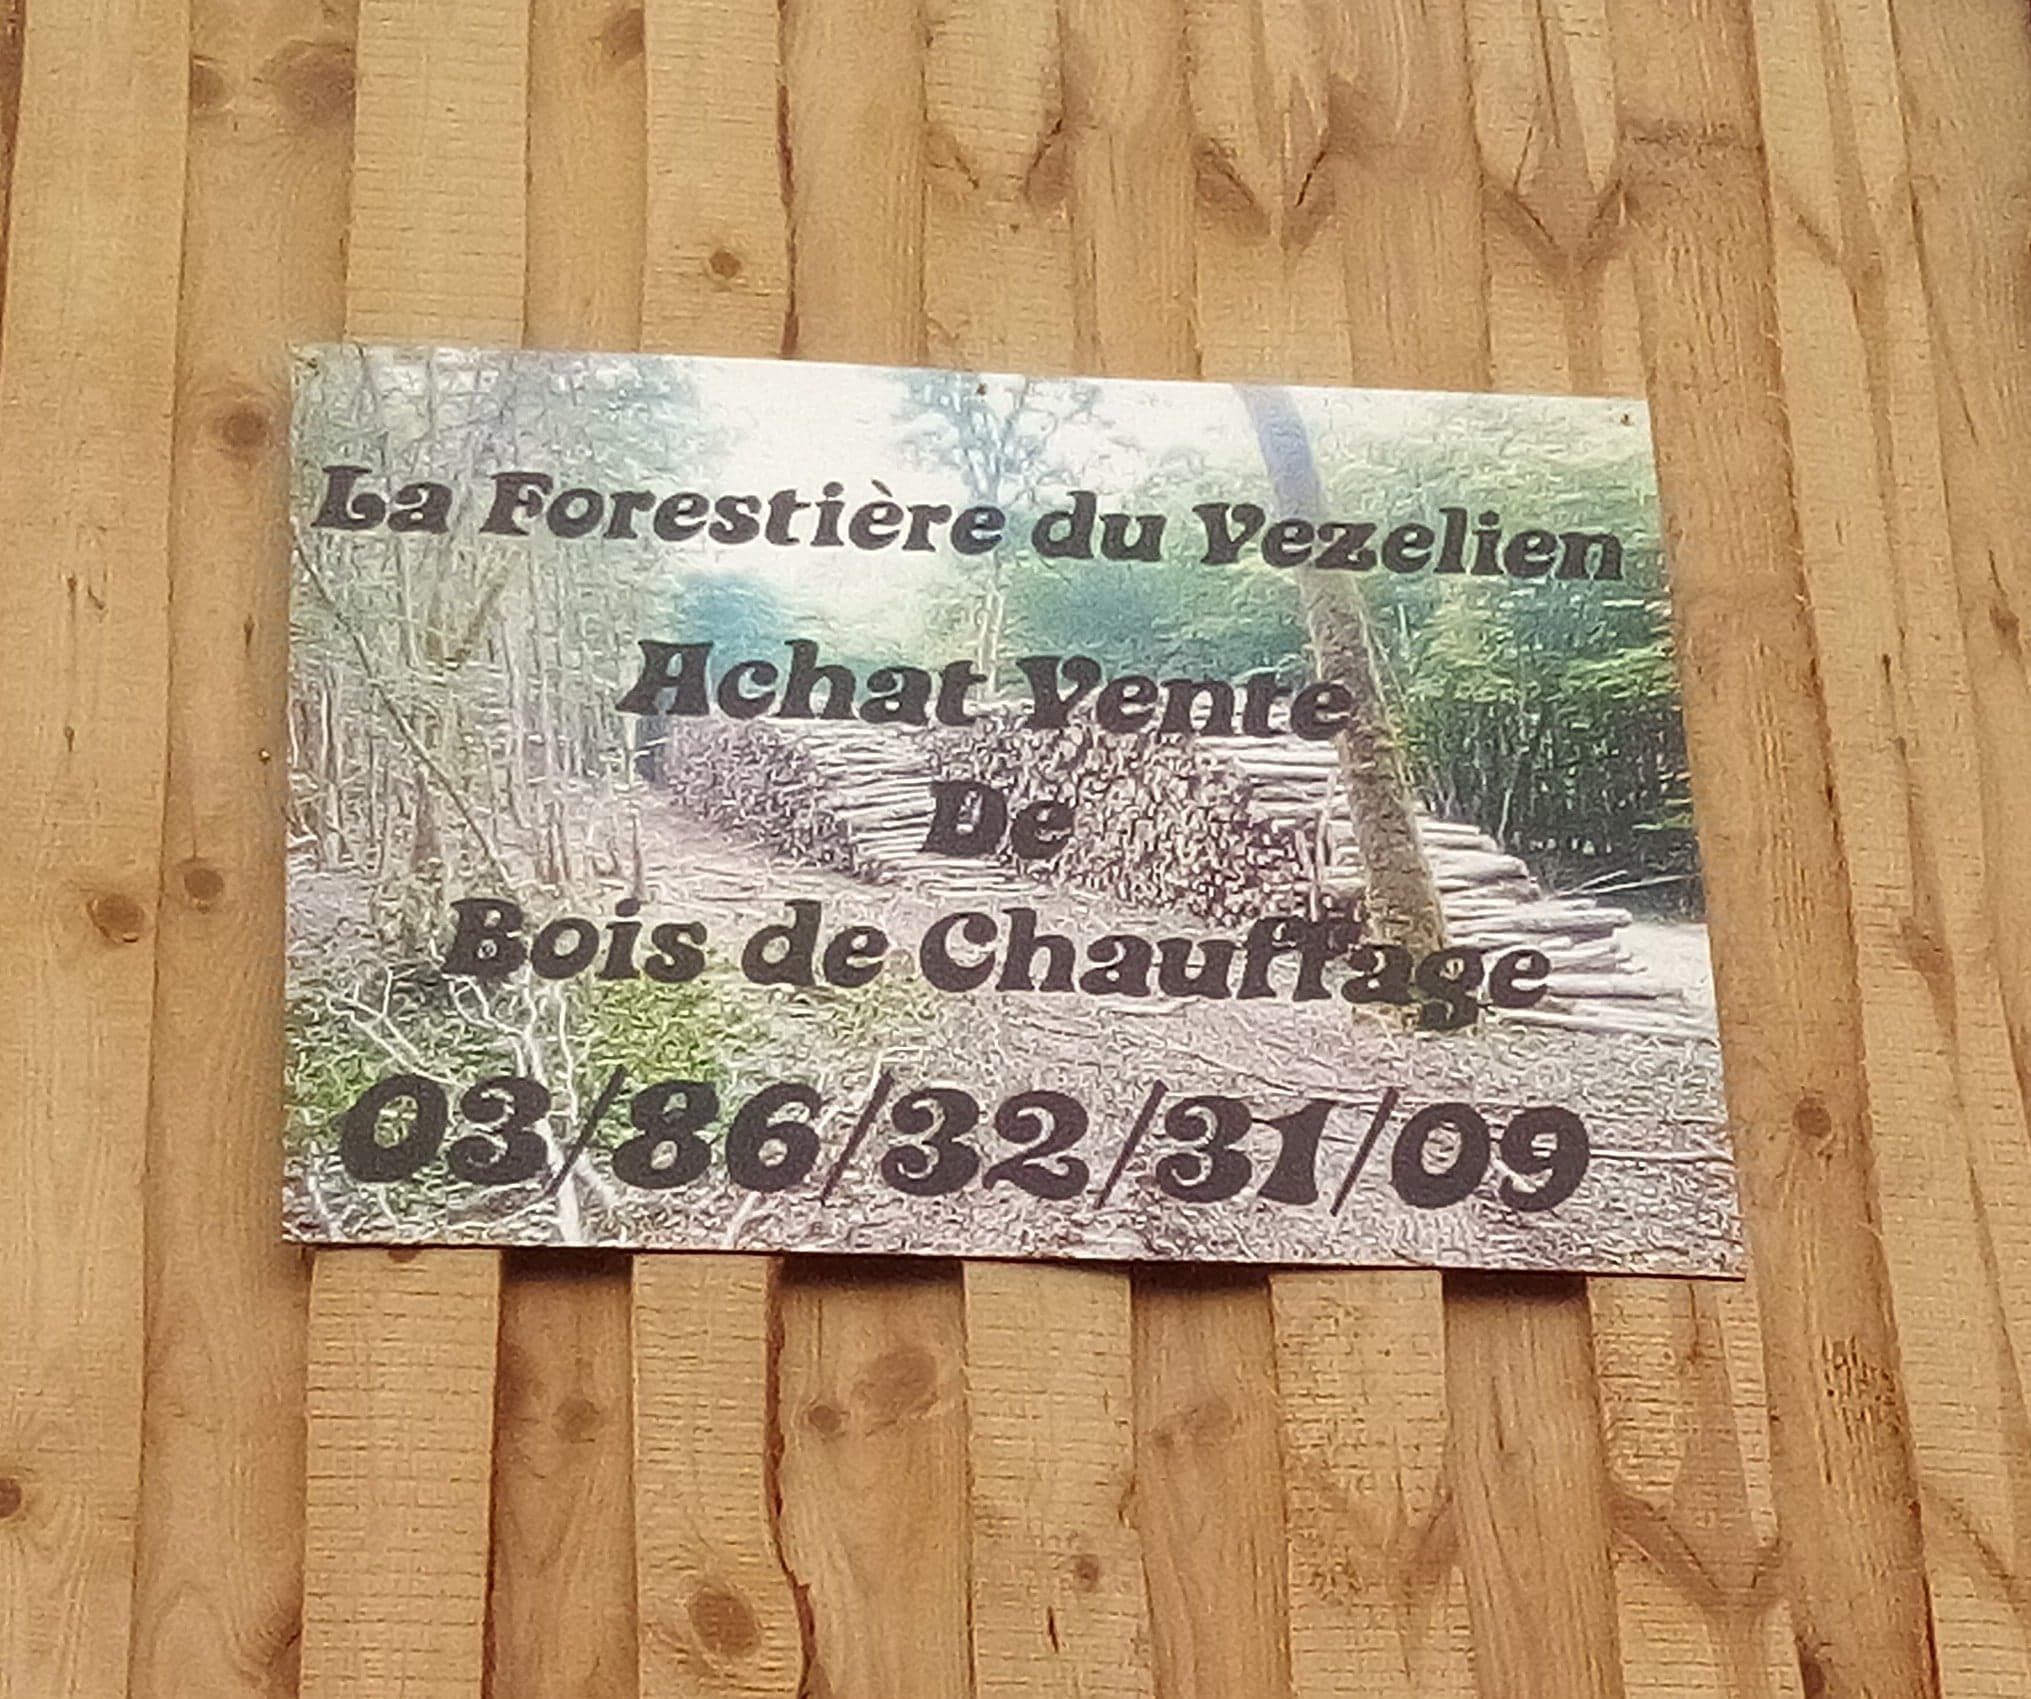 La Forestière du Vezelien
Achat Vente
De
Bois de Chauffage
03/86/32/31/09